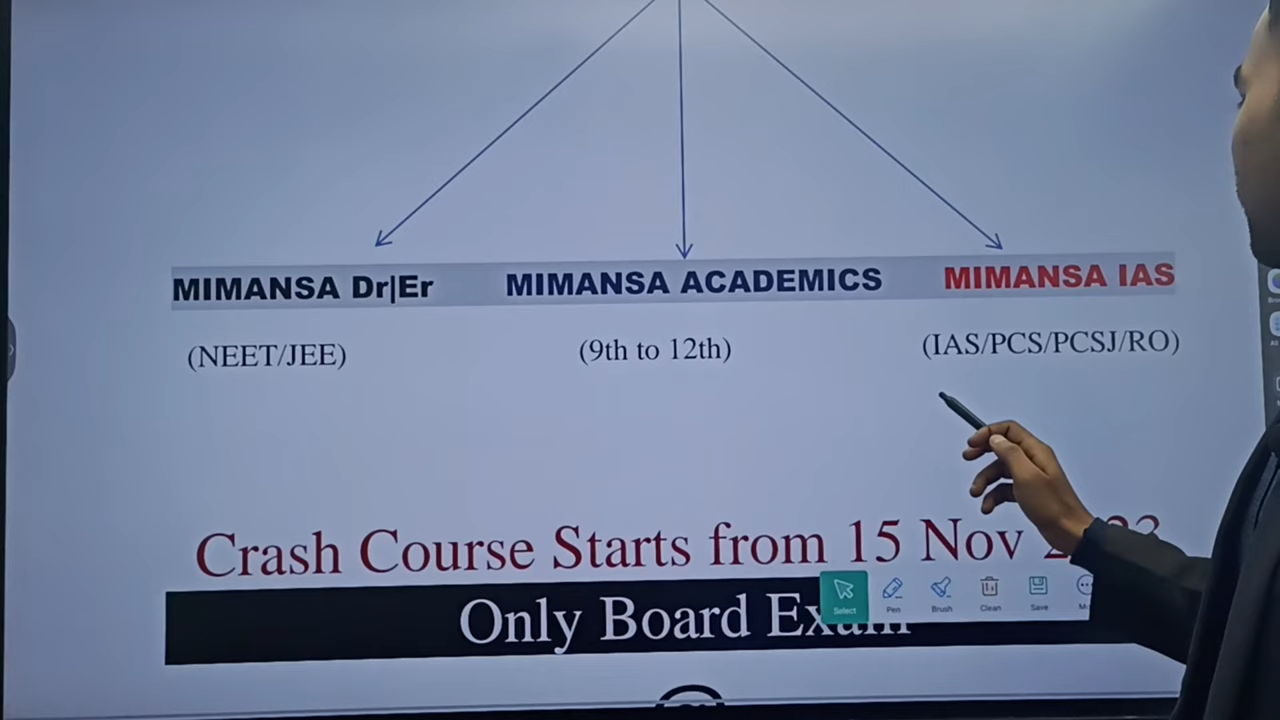 MIMANSA Dr|Er MIMANSA ACADEMICS MIMANSA IAS
(NEET/JEE) (9th to 12th) (IAS/PCS/PCSJ/RO)
Crash Course Starts from 15 Nov
Only Board Exam
Select Pen Brush Clean Save